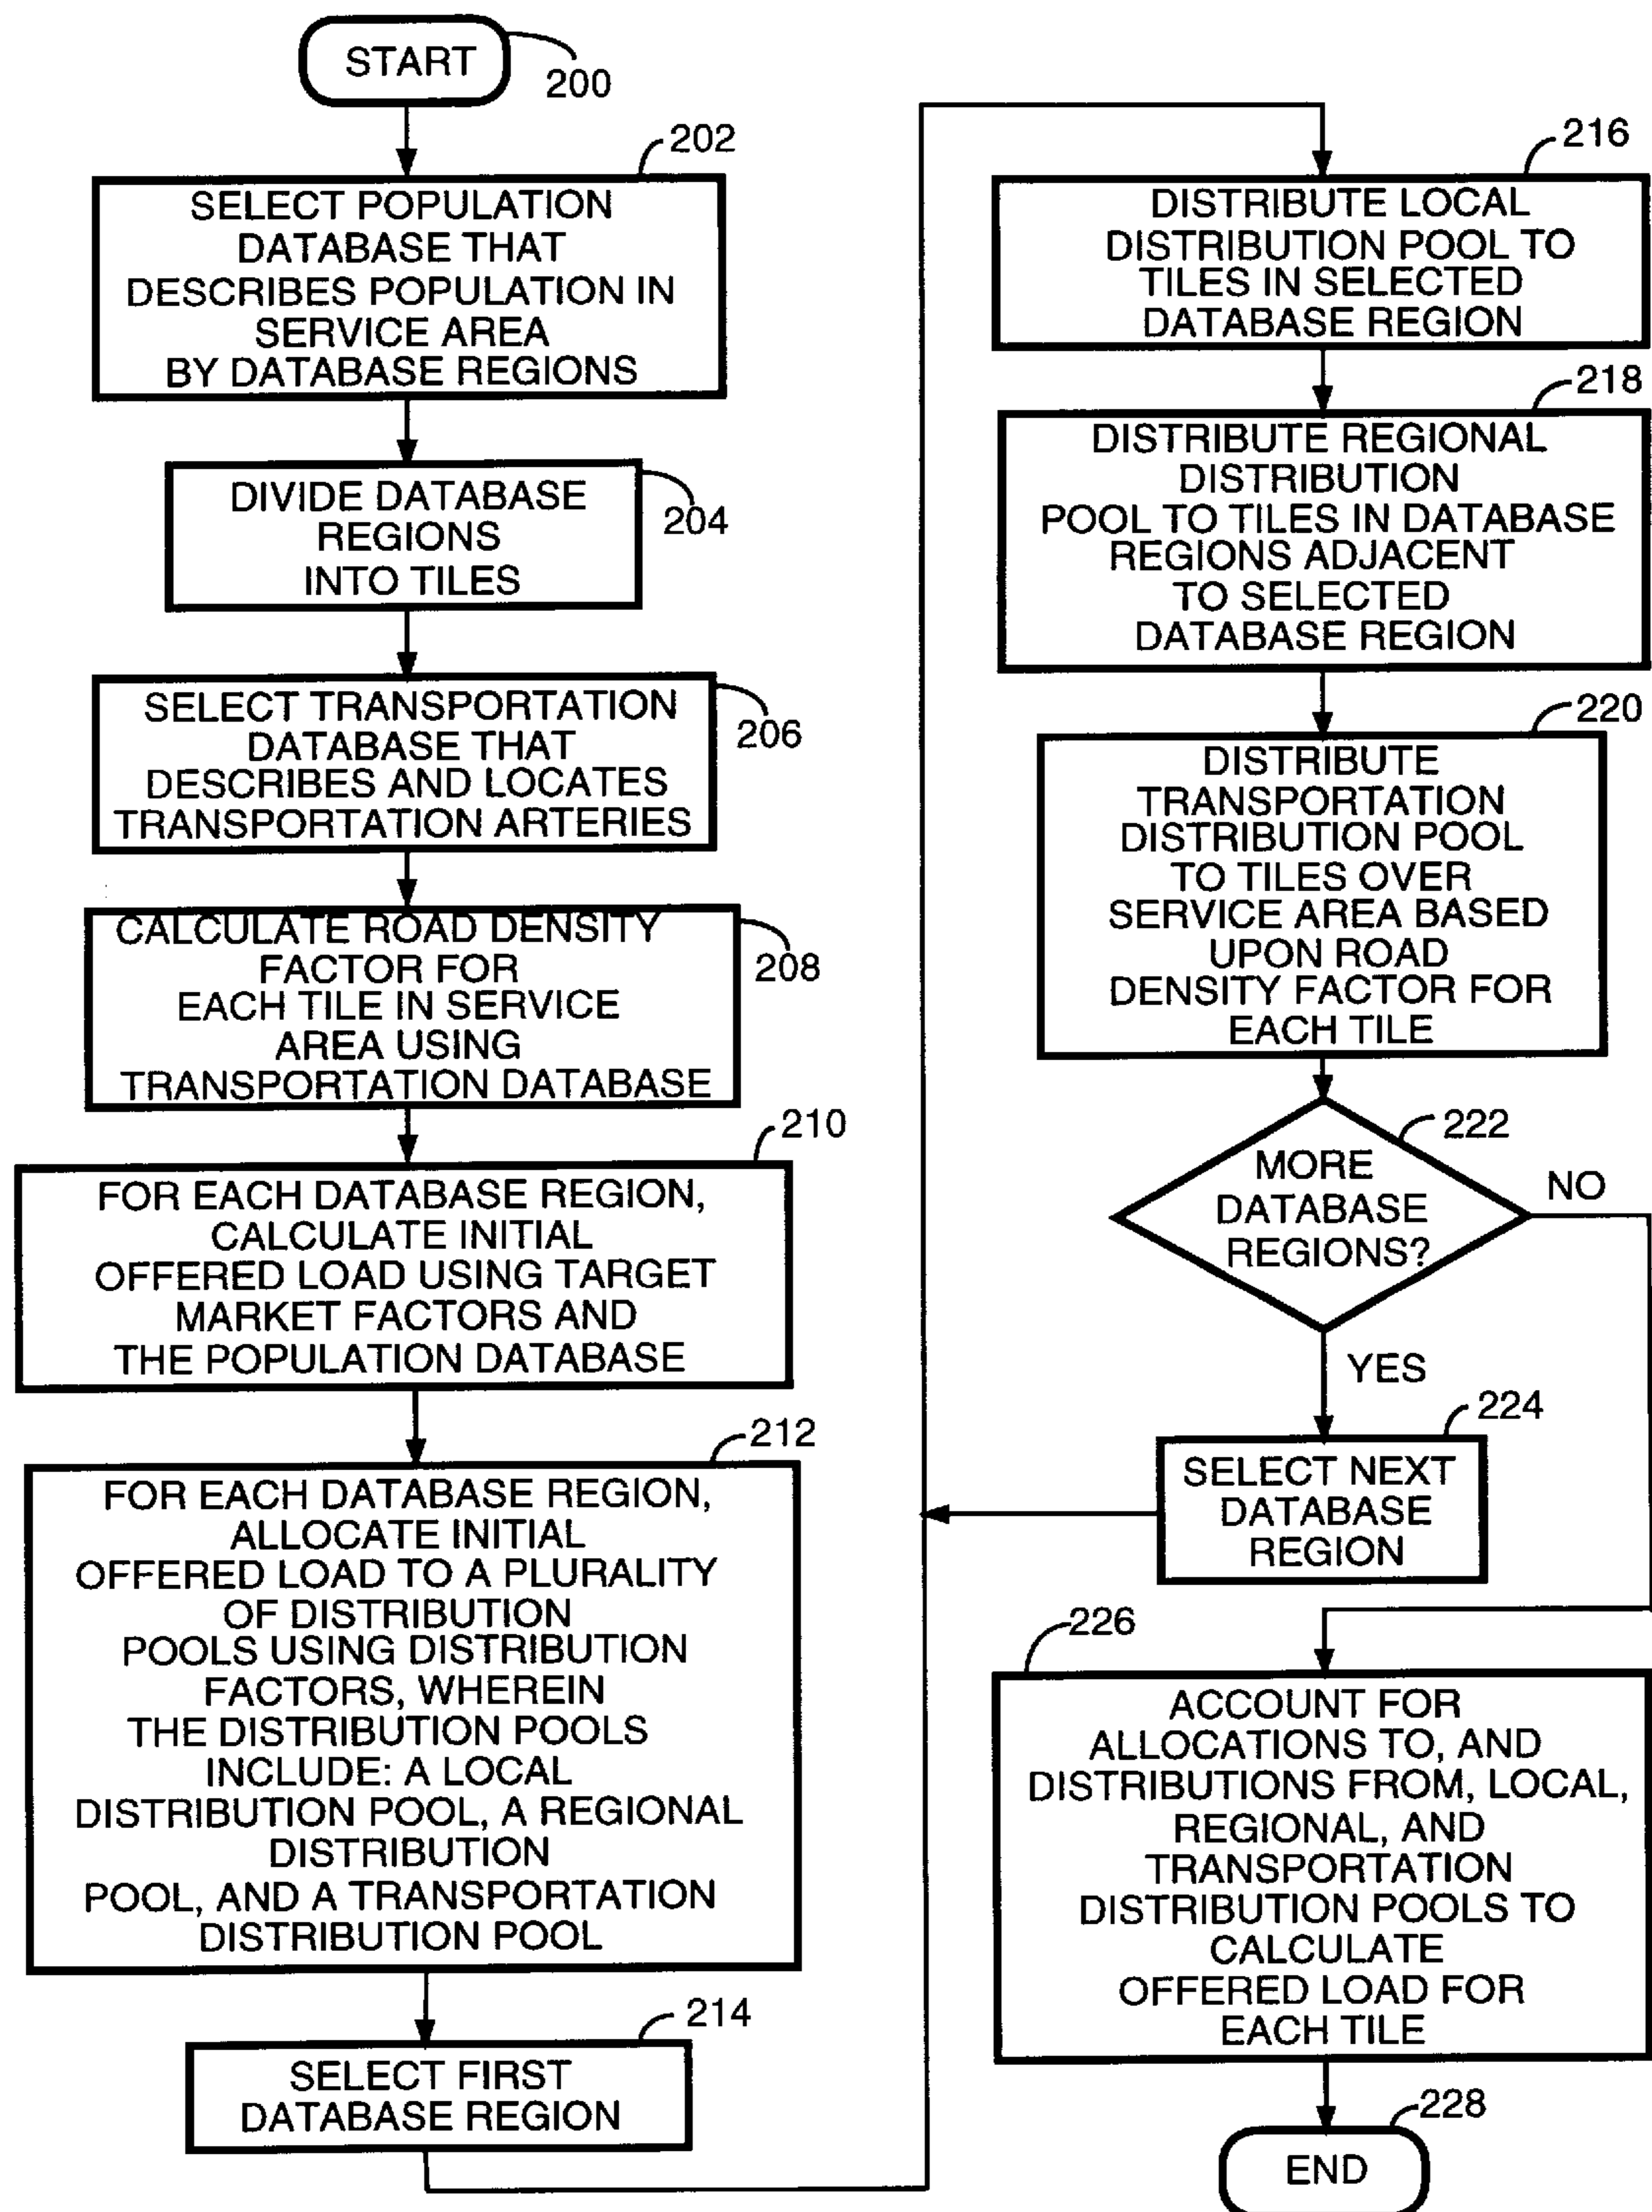 START
200
202
SELECT POPULATION
DATABASE THAT
DESCRIBES POPULATION IN
SERVICE AREA
BY DATABASE REGIONS
DIVIDE DATABASE
REGIONS
INTO TILES
204
SELECT TRANSPORTATION
DATABASE THAT
DESCRIBES AND LOCATES
TRANSPORTATION ARTERIES
206
CALCULATE ROAD DENSITY
FACTOR FOR
EACH TILE IN SERVICE
AREA USING
TRANSPORTATION DATABASE
208
210
FOR EACH DATABASE REGION,
CALCULATE INITIAL
OFFERED LOAD USING TARGET
MARKET FACTORS AND
THE POPULATION DATABASE
212
FOR EACH DATABASE REGION,
ALLOCATE INITIAL
OFFERED LOAD TO A PLURALITY
OF DISTRIBUTION
POOLS USING DISTRIBUTION
FACTORS, WHEREIN
THE DISTRIBUTION POOLS
INCLUDE: A LOCAL
DISTRIBUTION POOL, A REGIONAL
DISTRIBUTION
POOL, AND A TRANSPORTATION
DISTRIBUTION POOL
214
SELECT FIRST
DATABASE REGION
216
DISTRIBUTE LOCAL
DISTRIBUTION POOL TO
TILES IN SELECTED
DATABASE REGION
218
DISTRIBUTE REGIONAL
DISTRIBUTION
POOL TO TILES IN DATABASE
REGIONS ADJACENT
TO SELECTED
DATABASE REGION
220
DISTRIBUTE
TRANSPORTATION
DISTRIBUTION POOL
TO TILES OVER
SERVICE AREA BASED
UPON ROAD
DENSITY FACTOR FOR
EACH TILE
222
MORE
DATABASE
REGIONS?
NO
YES
224
SELECT NEXT
DATABASE
REGION
226
ACCOUNT FOR
ALLOCATIONS TO, AND
DISTRIBUTIONS FROM, LOCAL,
REGIONAL, AND
TRANSPORTATION
DISTRIBUTION POOLS TO
CALCULATE
OFFERED LOAD FOR
EACH TILE
228
END